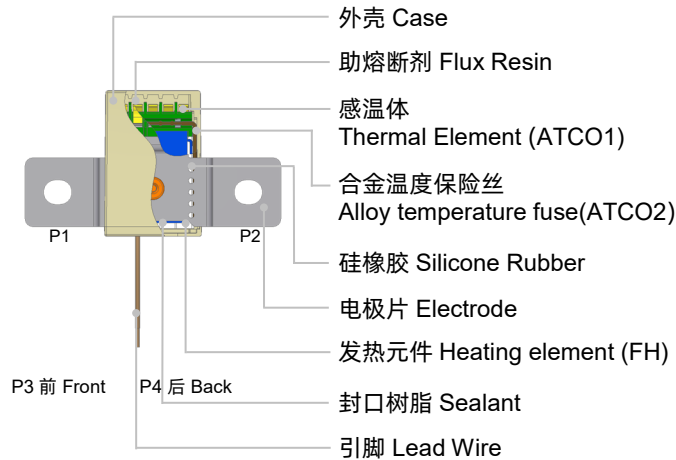 外壳 Case
助熔断剂 Flux Resin
感温体
Thermal Element (ATCO1)
合金温度保险丝
Alloy temperature fuse(ATCO2)
P1
P2
硅橡胶 Silicone Rubber
电极片 Electrode
发热元件 Heating element (FH)
P3 前 Front
P4 后 Back
封口树脂 Sealant
引脚 Lead Wire